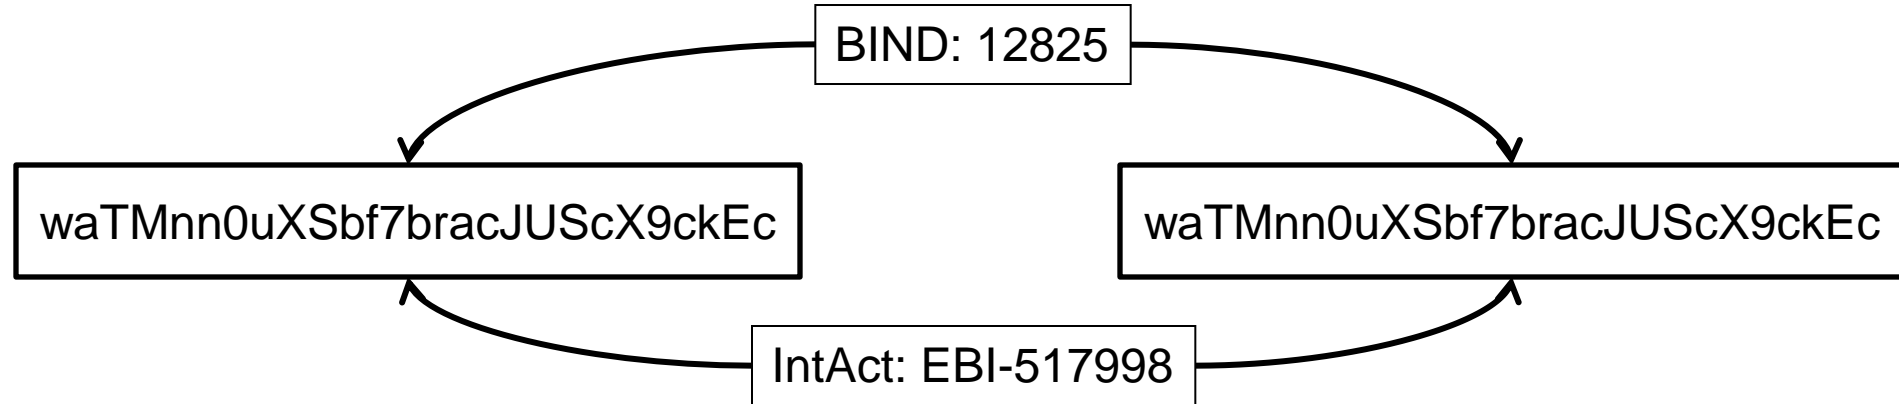 BIND: 12825
waTMnn0uXSbf7bracJUScX9ckEc
waTMnn0uXSbf7bracJUScX9ckEc
IntAct: EBI-517998